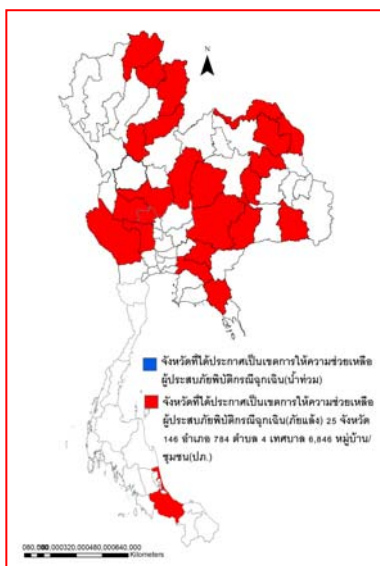 N
จังหวัดที่ได้ประกาศเป็นเขตการให้ความช่วยเหลือ
ผู้ประสบภัยพิบัติกรณีฉุกเฉิน(น้ำท่วม)
จังหวัดที่ได้ประกาศเป็นเขตการให้ความช่วยเหลือ
ผู้ประสบภัยพิบัติกรณีฉุกเฉิน(ภัยแล้ง) 25 จังหวัด
146 อำเภอ 784 ตำบล 4 เทศบาล 6,846 หมู่บ้าน/
ชุมชน(ปภ.)
Kilometers